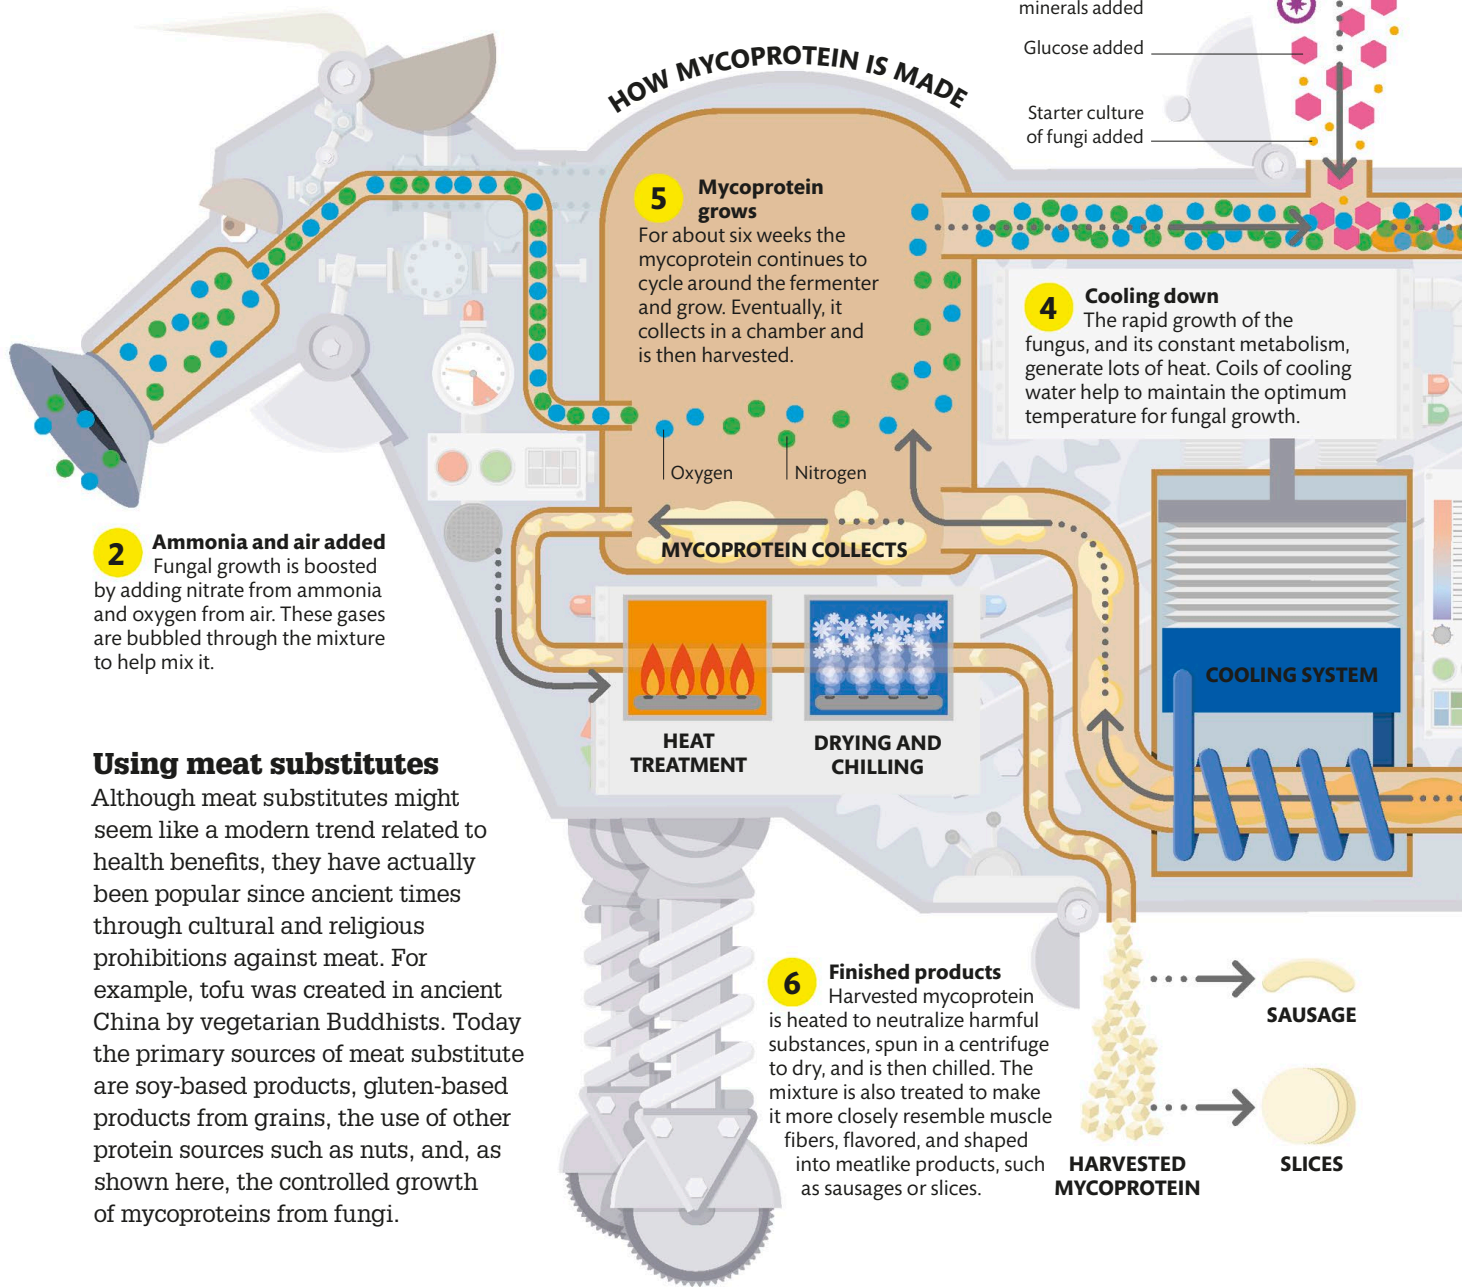 minerals added
Glucose added
Starter culture
of fungi added
HOW MYCOPROTEIN IS MADE
5
Mycoprotein
grows
For about six weeks the
mycoprotein continues to
cycle around the fermenter
and grow. Eventually, it
collects in a chamber and
is then harvested.
4
Cooling down
The rapid growth of the
fungus, and its constant metabolism,
generate lots of heat. Coils of cooling
water help to maintain the optimum
temperature for fungal growth.
Oxygen
Nitrogen
MYCOPROTEIN COLLECTS
2
Ammonia and air added
Fungal growth is boosted
by adding nitrate from ammonia
and oxygen from air. These gases
are bubbled through the mixture
to help mix it.
COOLING SYSTEM
HEAT
TREATMENT
DRYING AND
CHILLING
Using meat substitutes
Although meat substitutes might
seem like a modern trend related to
health benefits, they have actually
been popular since ancient times
through cultural and religious
prohibitions against meat. For
example, tofu was created in ancient
China by vegetarian Buddhists. Today
the primary sources of meat substitute
are soy-based products, gluten-based
products from grains, the use of other
protein sources such as nuts, and, as
shown here, the controlled growth
of mycoproteins from fungi.
6
Finished products
Harvested mycoprotein
is heated to neutralize harmful
substances, spun in a centrifuge
to dry, and is then chilled. The
mixture is also treated to make
it more closely resemble muscle
fibers, flavored, and shaped
into meatlike products, such
as sausages or slices.
HARVESTED
MYCOPROTEIN
SAUSAGE
SLICES